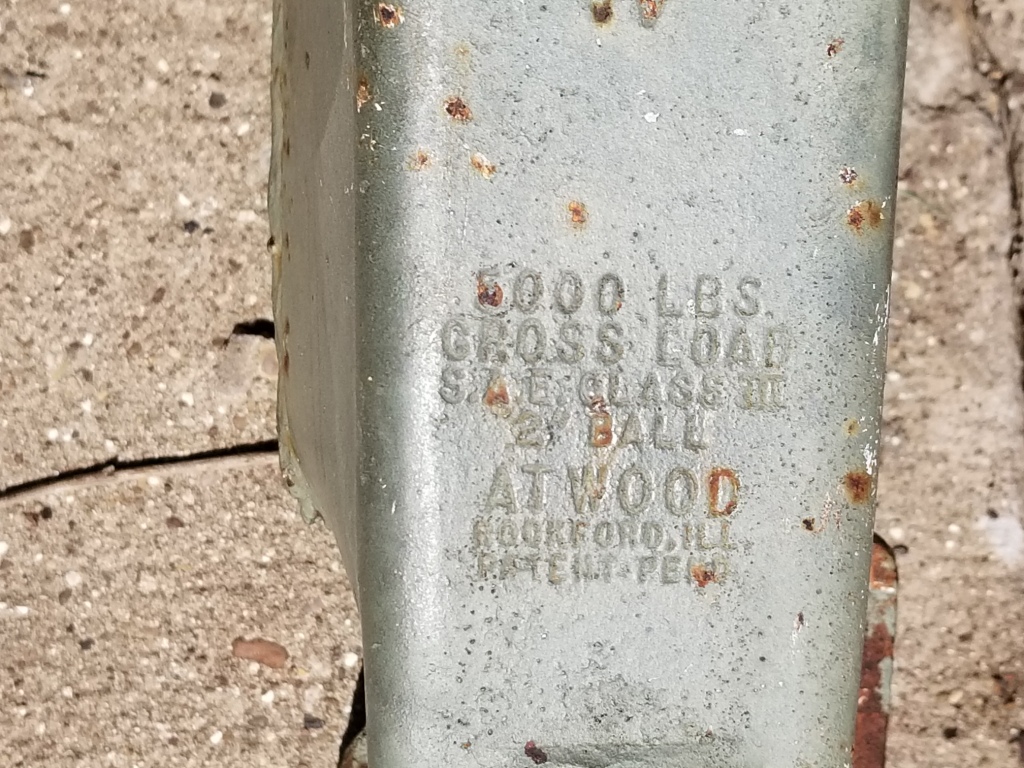 5000 LBS.
GROSS LOAD
S.A.E. CLASS III
2" BALL
ATWOOD
ROCKFORD, ILL.
PATENT PEND.